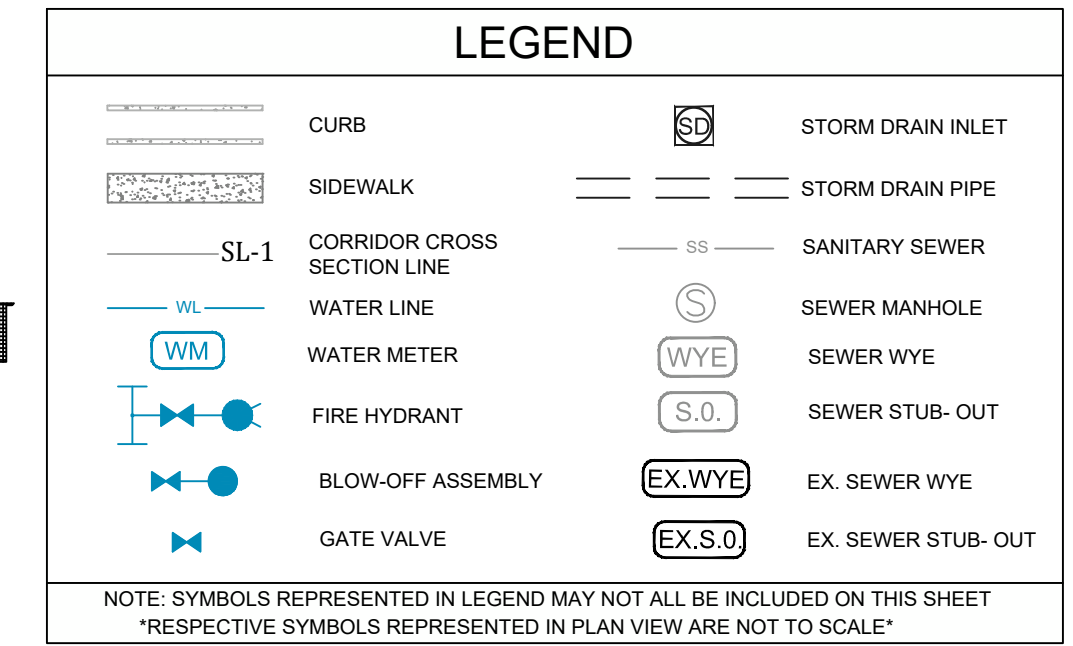 LEGEND
CURB
SIDEWALK
SL-1 CORRIDOR CROSS
SECTION LINE
WL WATER LINE
WM WATER METER
FIRE HYDRANT
BLOW-OFF ASSEMBLY
GATE VALVE
SD STORM DRAIN INLET
STORM DRAIN PIPE
SS SANITARY SEWER
S SEWER MANHOLE
WYE SEWER WYE
S.0. SEWER STUB- OUT
EX.WYE EX. SEWER WYE
EX.S.0. EX. SEWER STUB- OUT
NOTE: SYMBOLS REPRESENTED IN LEGEND MAY NOT ALL BE INCLUDED ON THIS SHEET
*RESPECTIVE SYMBOLS REPRESENTED IN PLAN VIEW ARE NOT TO SCALE*